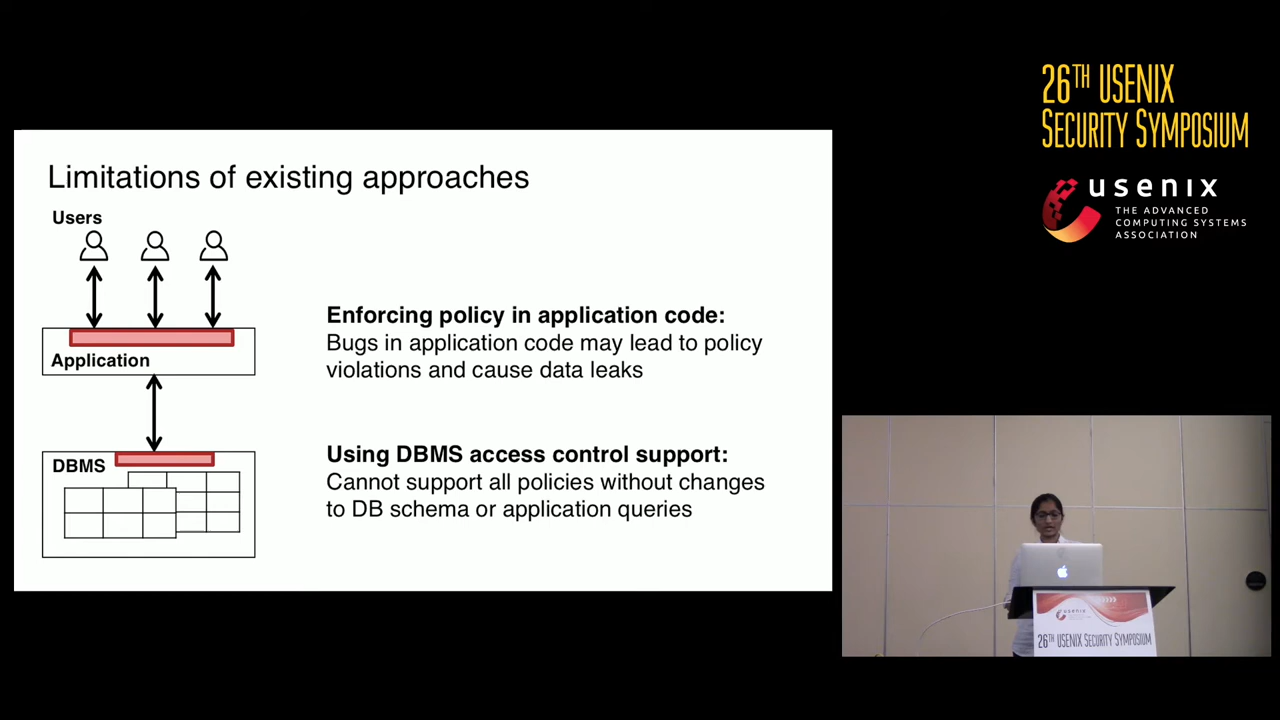 Limitations of existing approaches
Users
Application
DBMS
Enforcing policy in application code:
Bugs in application code may lead to policy
violations and cause data leaks
Using DBMS access control support:
Cannot support all policies without changes
to DB schema or application queries
26TH USENIX
SECURITY SYMPOSIUM
usenix
THE ADVANCED
COMPUTING SYSTEMS
ASSOCIATION
usenix
26TH USENIX SECURITY SYMPOSIUM